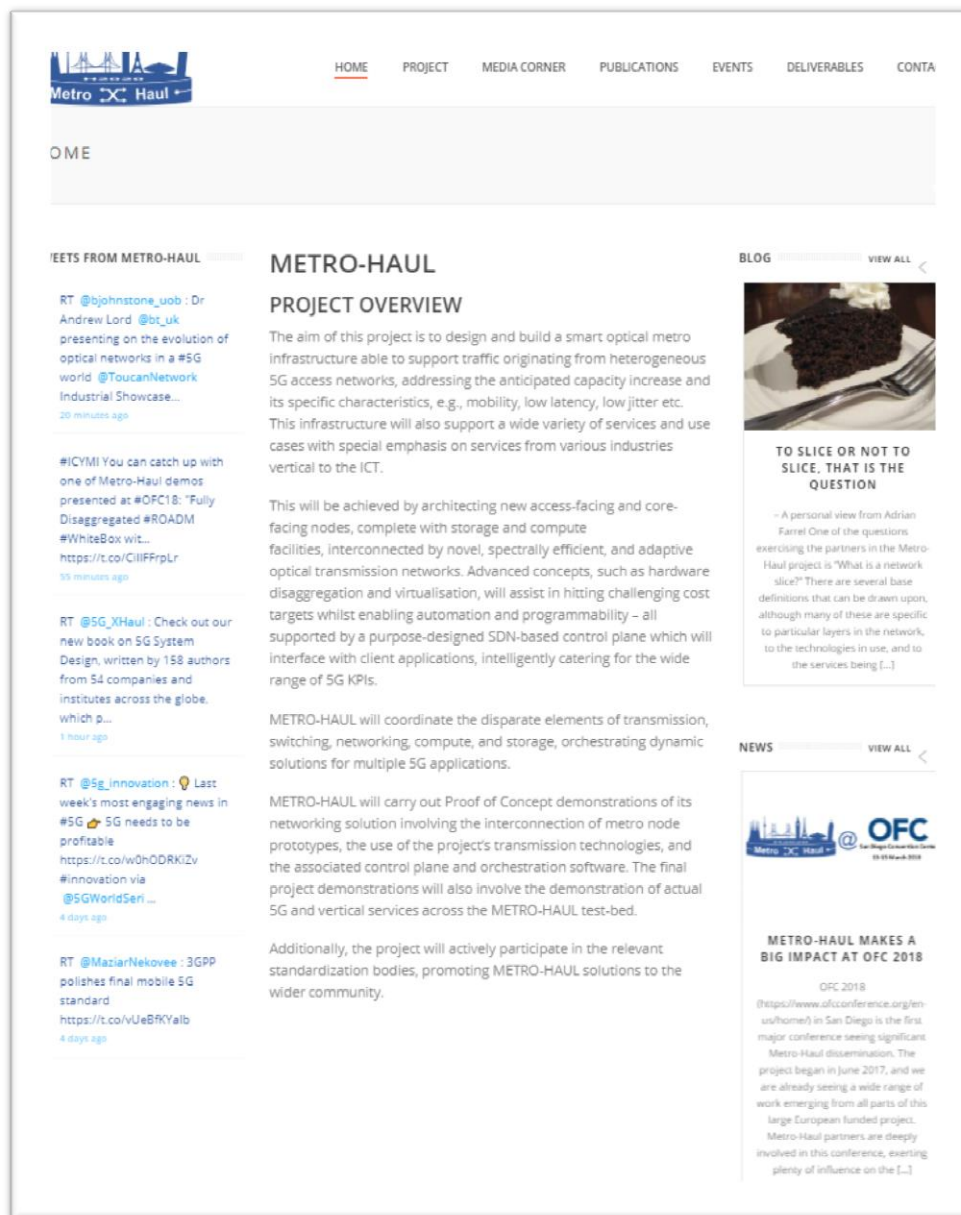 H2020
Metro Haul
HOME
PROJECT
MEDIA CORNER
PUBLICATIONS
EVENTS
DELIVERABLES
CONTA
OME
EETS FROM METRO-HAUL
RT @bjohnstone_uob : Dr
Andrew Lord @bt_uk
presenting on the evolution of
optical networks in a #5G
world @ToucanNetwork
Industrial Showcase...
20 minutes ago
#ICYMI You can catch up with
one of Metro-Haul demos
presented at #OFC18: "Fully
Disaggregated #ROADM
#WhiteBox wit...
55 minutes ago
RT @5G_XHaul : Check out our
new book on 5G System
Design, written by 158 authors
from 54 companies and
institutes across the globe,
which p...
1 hour ago
RT @5g_innovation : 💡 Last
week's most engaging news in
#5G 👉 5G needs to be
profitable
https://t.co/w0hODRKiZv
#innovation via
@5GWorldSeri ...
4 days ago
RT @MaziarNekovee : 3GPP
polishes final mobile 5G
standard
https://t.co/vUeBfKYaIb
4 days ago
METRO-HAUL
PROJECT OVERVIEW
The aim of this project is to design and build a smart optical metro
infrastructure able to support traffic originating from heterogeneous
5G access networks, addressing the anticipated capacity increase and
its specific characteristics, e.g., mobility, low latency, low jitter etc.
This infrastructure will also support a wide variety of services and use
cases with special emphasis on services from various industries
vertical to the ICT.
This will be achieved by architecting new access-facing and core-
facing nodes, complete with storage and compute
facilities, interconnected by novel, spectrally efficient, and adaptive
optical transmission networks. Advanced concepts, such as hardware
disaggregation and virtualisation, will assist in hitting challenging cost
targets whilst enabling automation and programmability – all
supported by a purpose-designed SDN-based control plane which will
interface with client applications, intelligently catering for the wide
range of 5G KPIs.
METRO-HAUL will coordinate the disparate elements of transmission,
switching, networking, compute, and storage, orchestrating dynamic
solutions for multiple 5G applications.
METRO-HAUL will carry out Proof of Concept demonstrations of its
networking solution involving the interconnection of metro node
prototypes, the use of the project's transmission technologies, and
the associated control plane and orchestration software. The final
project demonstrations will also involve the demonstration of actual
5G and vertical services across the METRO-HAUL test-bed.
Additionally, the project will actively participate in the relevant
standardization bodies, promoting METRO-HAUL solutions to the
wider community.
BLOG
VIEW ALL
TO SLICE OR NOT TO
SLICE, THAT IS THE
QUESTION
– A personal view from Adrian
Farrel One of the questions
exercising the partners in the Metro-
Haul project is "What is a network
slice?" There are several base
definitions that can be drawn upon,
although many of these are specific
to particular layers in the network,
to the technologies in use, and to
the services being [...]
NEWS
VIEW ALL
Metro Haul @ OFC
San Diego Convention Cente
March 2018
METRO-HAUL MAKES A
BIG IMPACT AT OFC 2018
OFC 2018
(https://www.ofcconference.org/en-
us/home/) in San Diego is the first
major conference seeing significant
Metro-Haul dissemination. The
project began in June 2017, and we
are already seeing a wide range of
work emerging from all parts of this
large European funded project.
Metro-Haul partners are deeply
involved in this conference, exerting
plenty of influence on the [...]